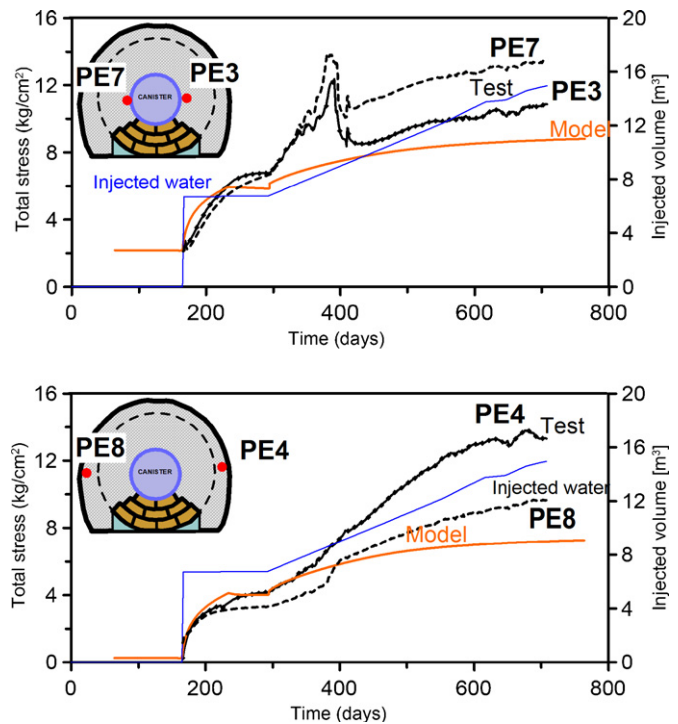 16
20
PE7
PE7
PE3
CANISTER
Test
PE3
Model
Injected water
Total stress (kg/cm²)
Injected volume [m³]
12
8
4
0
16
12
8
4
0
0
200
400
600
800
Time (days)
16
20
PE4
Test
PE8
PE4
CANISTER
Injected water
PE8
Model
Total stress (kg/cm²)
Injected volume [m³]
12
8
4
0
16
12
8
4
0
0
200
400
600
800
Time (days)